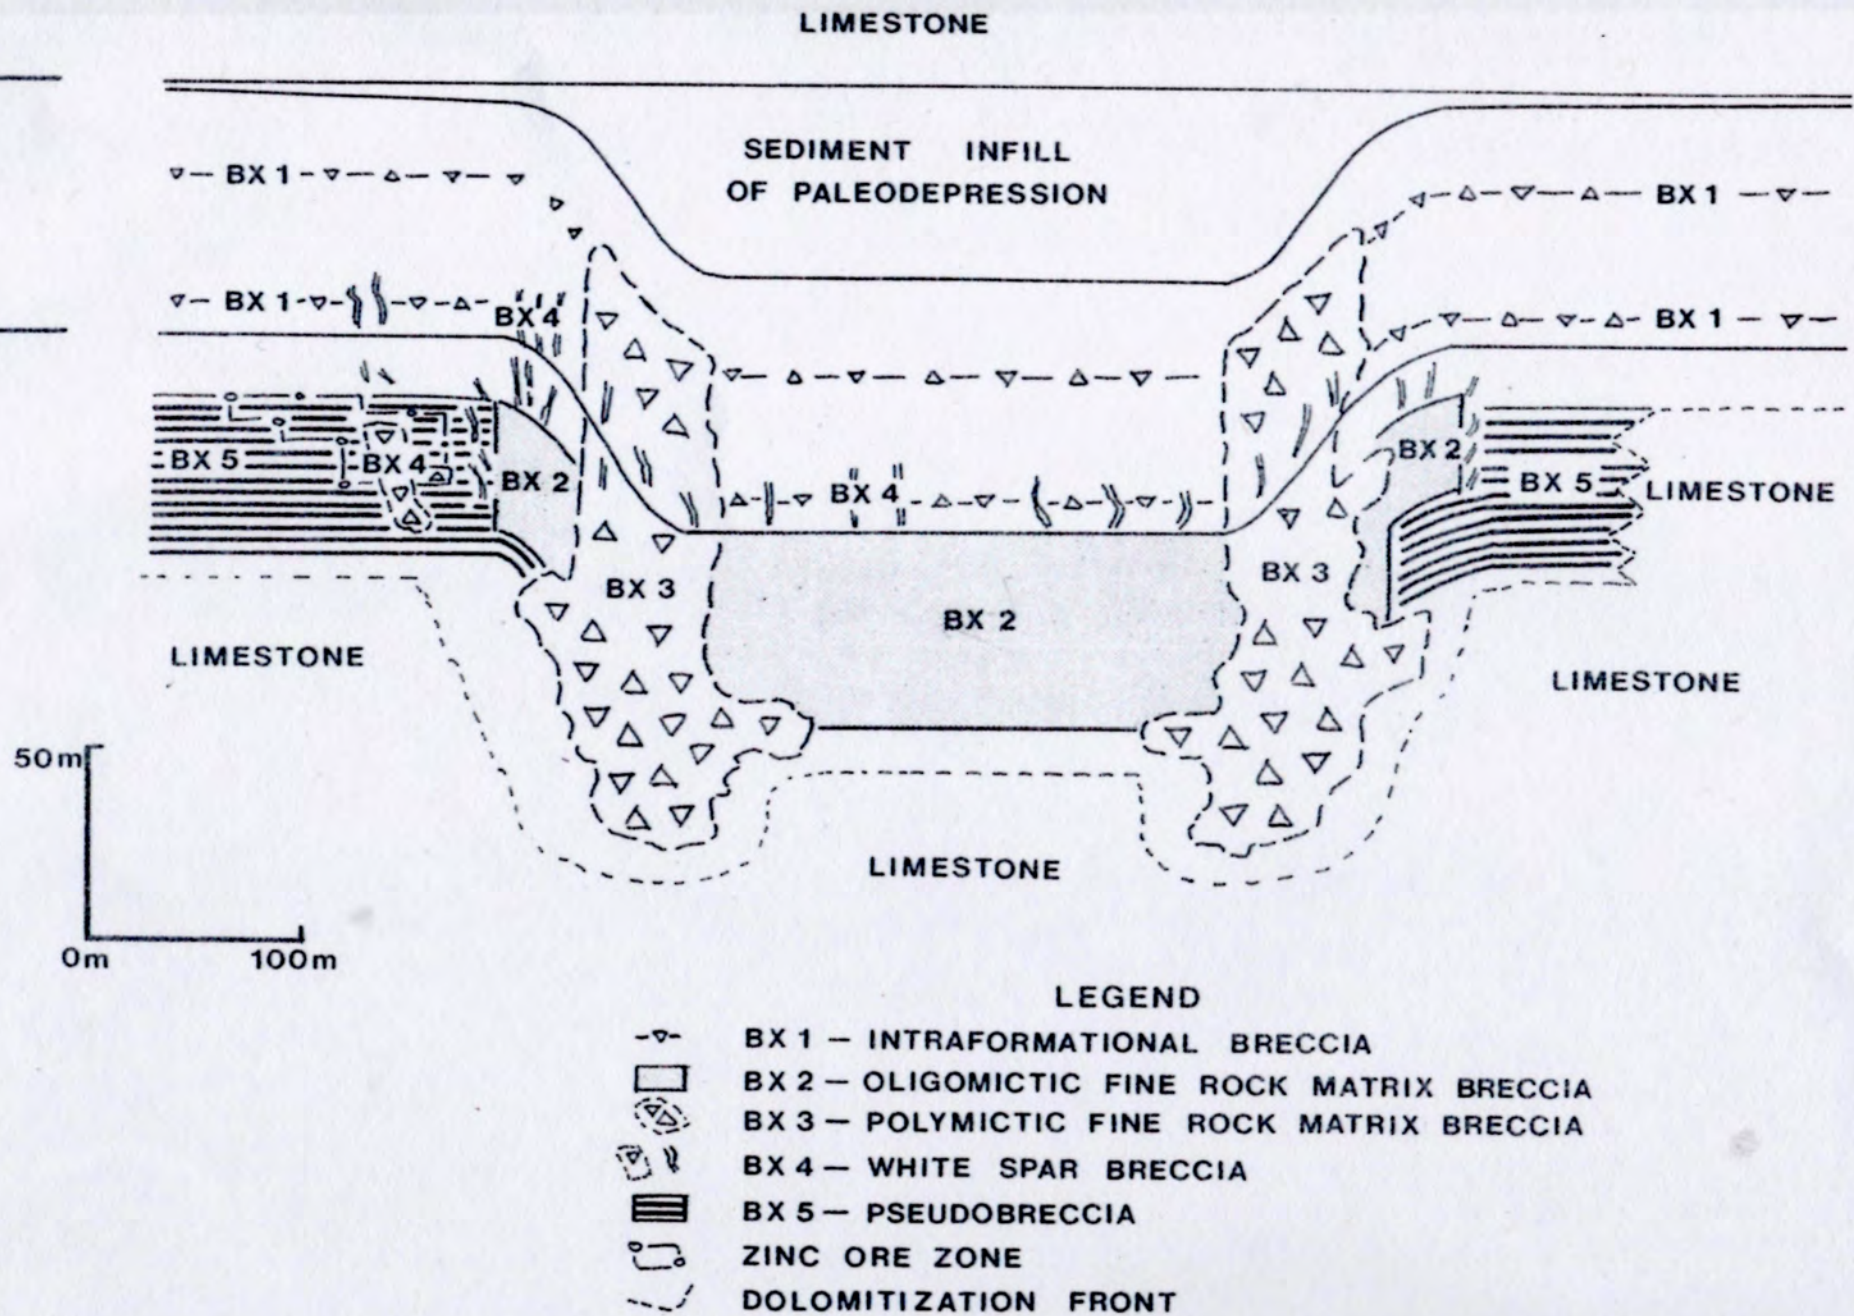 LIMESTONE
SEDIMENT INFILL
OF PALEODEPRESSION
BX 1
BX 1
BX 1
BX 4
BX 1
BX 5
BX 4
BX 2
BX 4
BX 2
BX 5
LIMESTONE
BX 3
BX 2
BX 3
LIMESTONE
LIMESTONE
LIMESTONE
50m
0m
100m
LEGEND
BX 1 — INTRAFORMATIONAL BRECCIA
BX 2 — OLIGOMICTIC FINE ROCK MATRIX BRECCIA
BX 3 — POLYMICTIC FINE ROCK MATRIX BRECCIA
BX 4 — WHITE SPAR BRECCIA
BX 5 — PSEUDOBRECCIA
ZINC ORE ZONE
DOLOMITIZATION FRONT